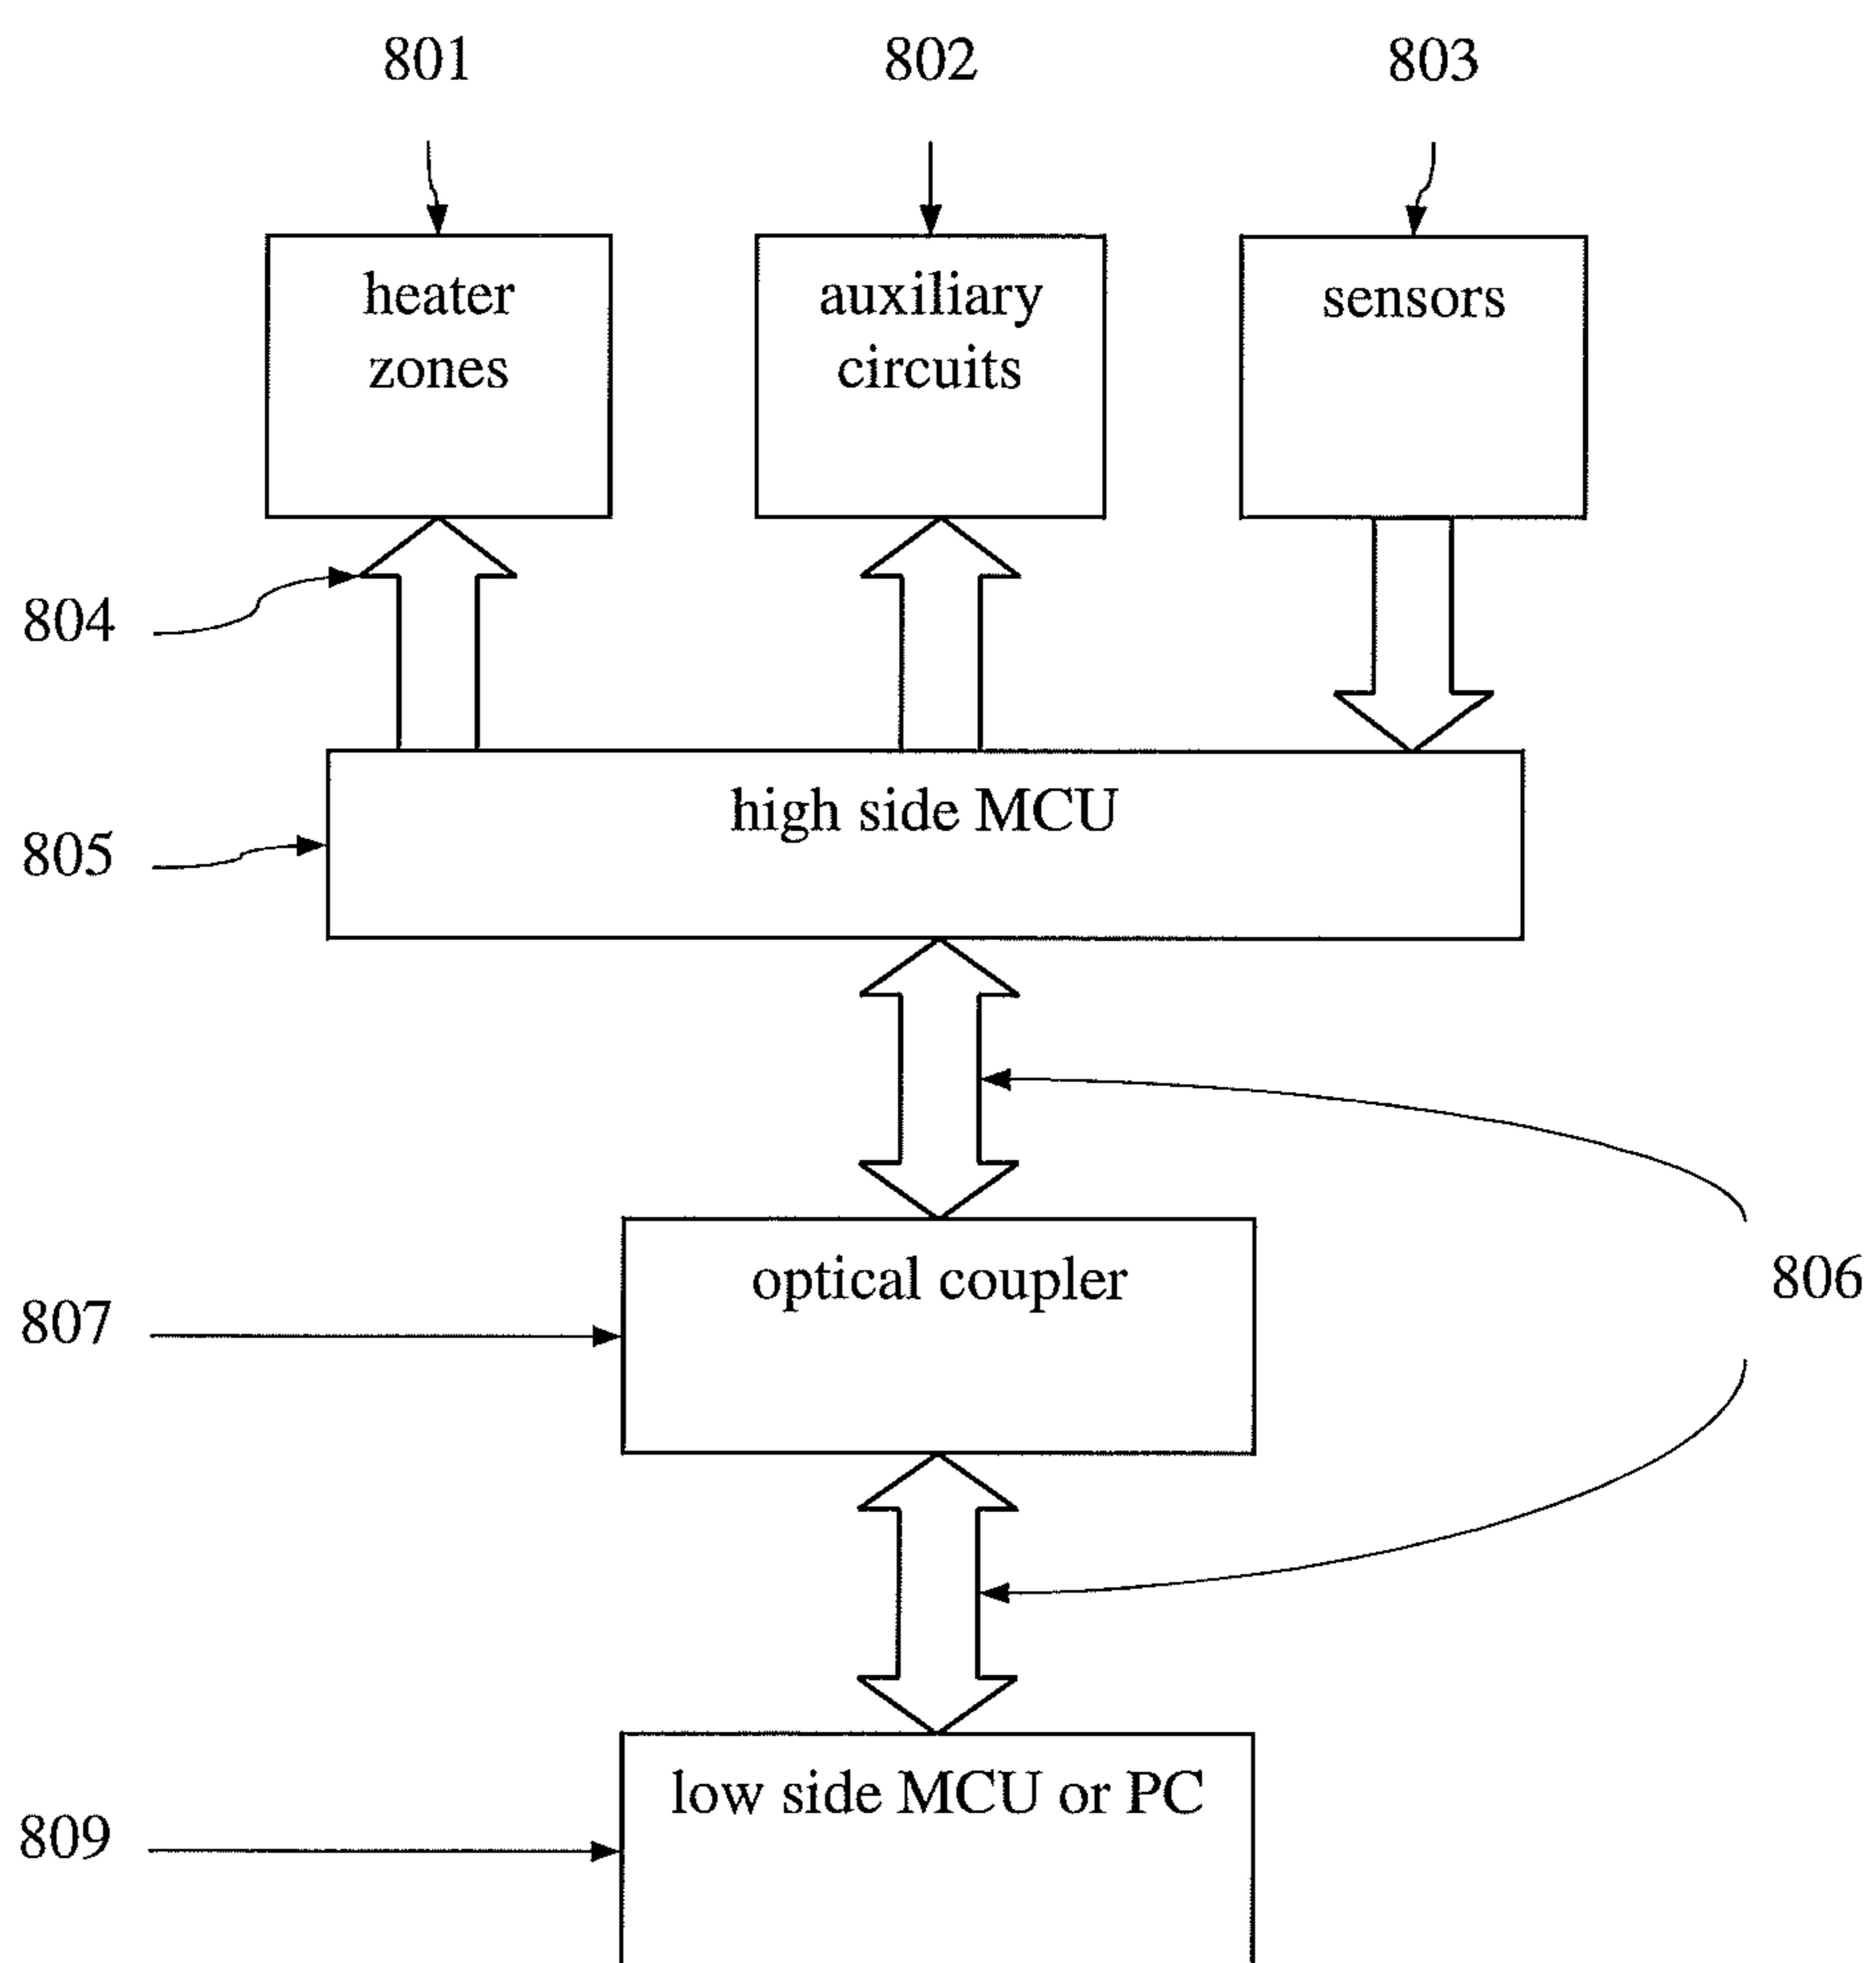 801
802
803
heater
zones
auxiliary
circuits
sensors
804
high side MCU
805
optical coupler
806
807
low side MCU or PC
809